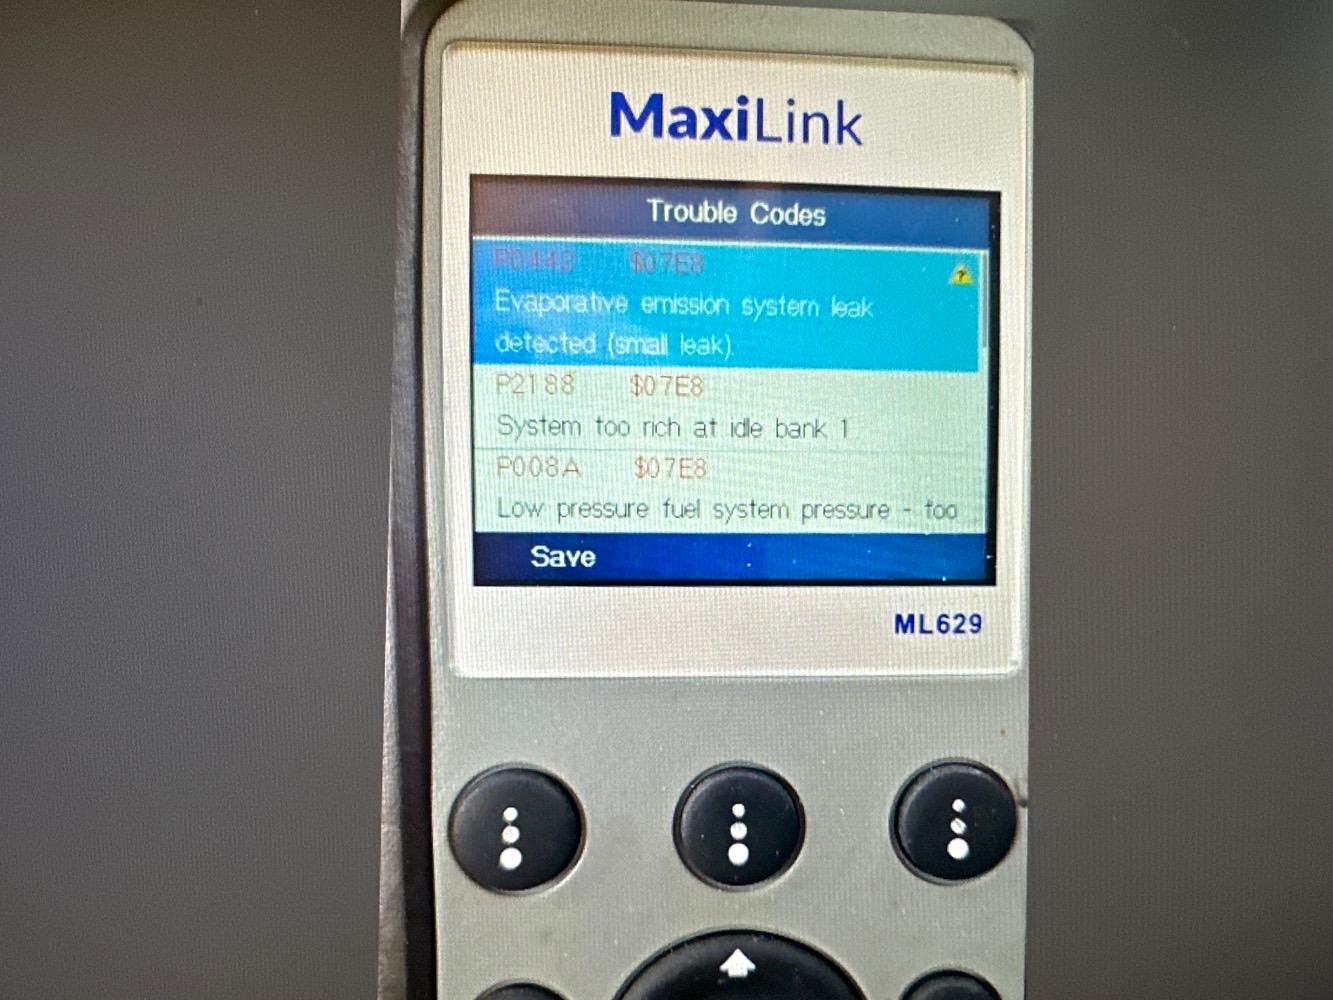 MaxiLink
Trouble Codes
P0442 $07E8
Evaporative emission system leak
detected (small leak)
P2188 $07E8
System too rich at idle bank 1
P008A $07E8
Low pressure fuel system pressure - too
Save
ML629